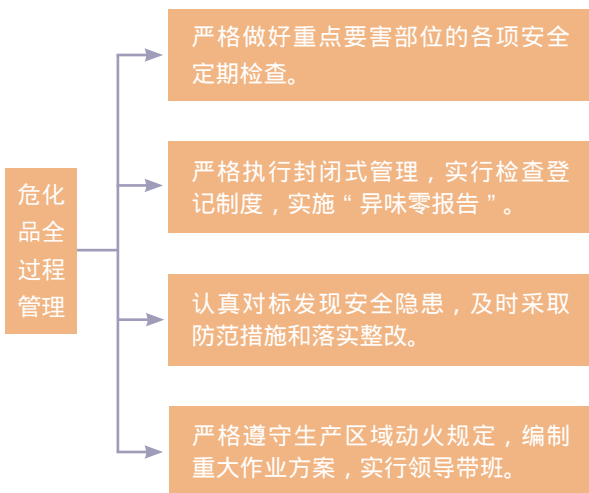 严格做好重点要害部位的各项安全
定期检查。
严格执行封闭式管理，实行检查登
记制度，实施“异味零报告”。
危化
品全
过程
管理
认真对标发现安全隐患，及时采取
防范措施和落实整改。
严格遵守生产区域动火规定，编制
重大作业方案，实行领导带班。